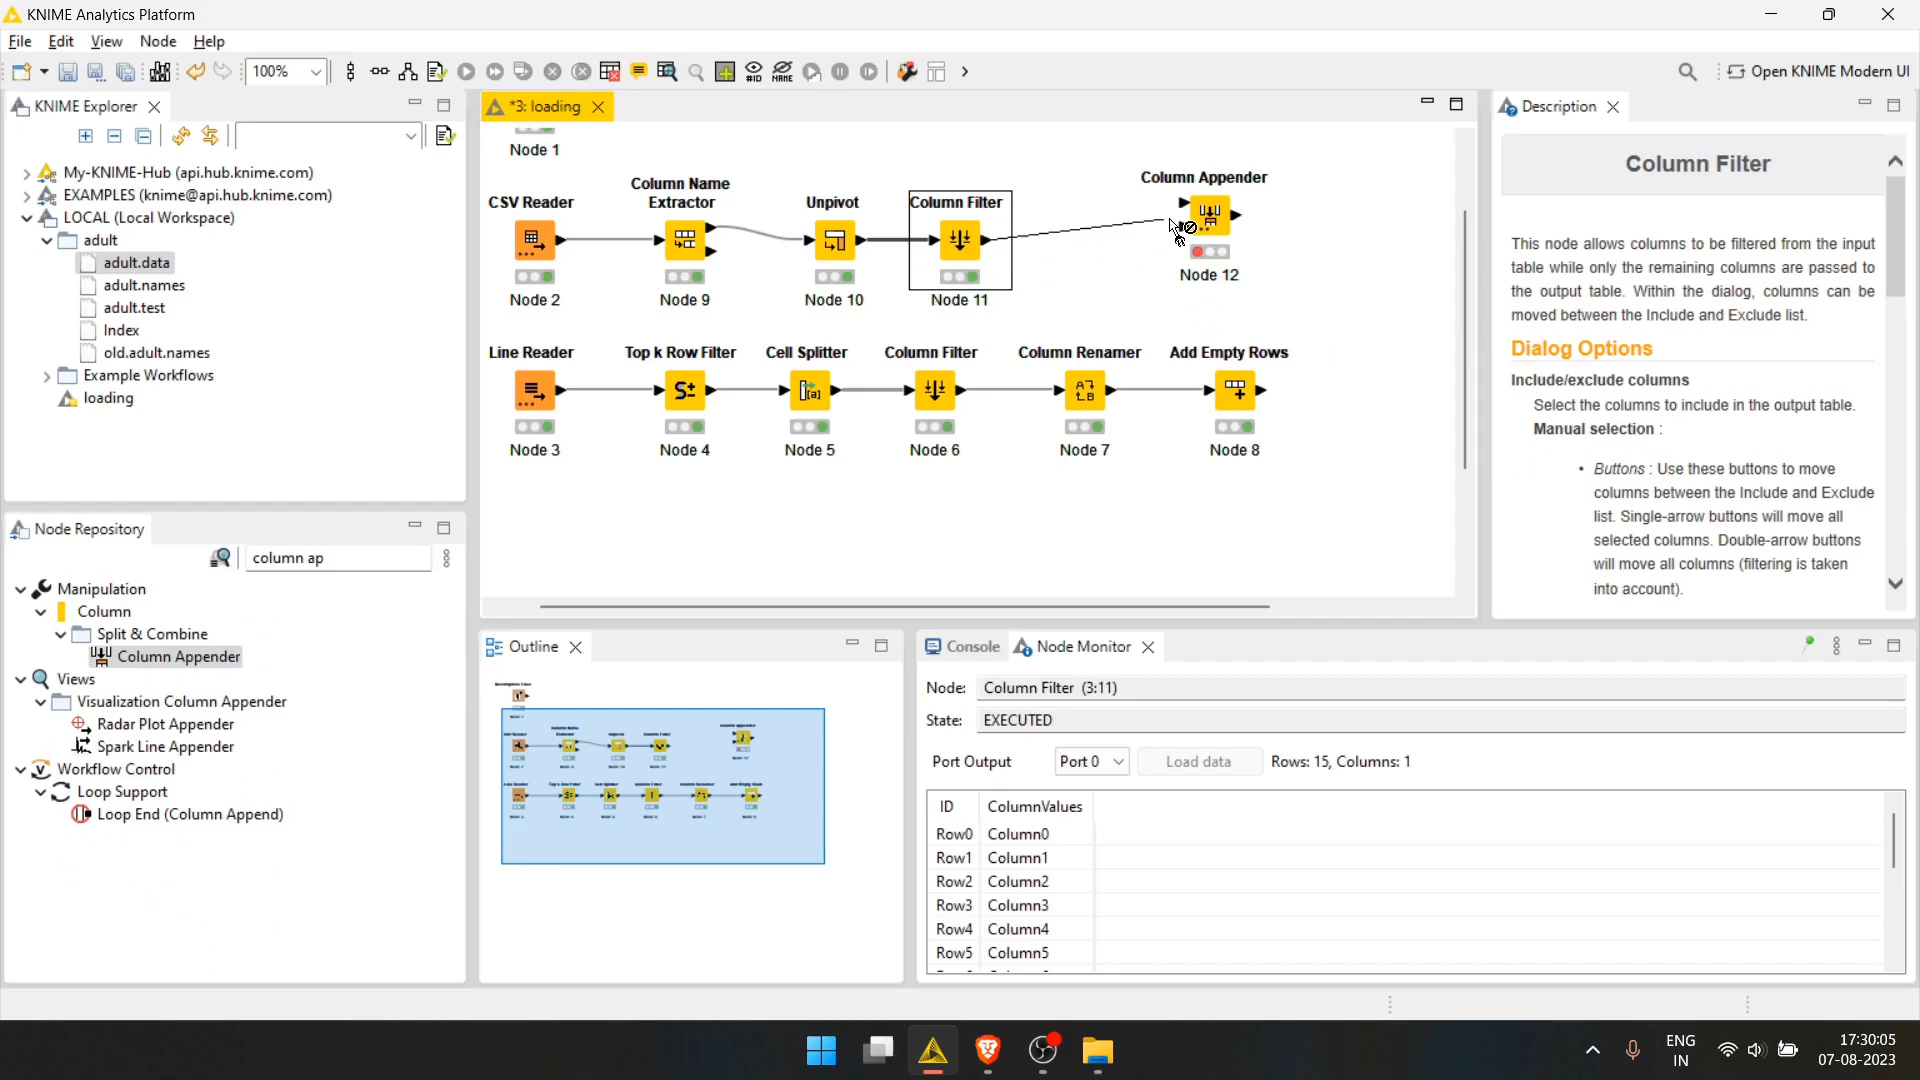 KNIME Analytics Platform
File Edit View Node Help
100%
#ID
NAME
Open KNIME Modern UI
KNIME Explorer
My-KNIME-Hub (api.hub.knime.com)
EXAMPLES (knime@api.hub.knime.com)
LOCAL (Local Workspace)
adult
adult.data
adult.names
adult.test
Index
old.adult.names
Example Workflows
loading
Node Repository
column ap
Manipulation
Column
Split & Combine
Column Appender
Views
Visualization Column Appender
Radar Plot Appender
Spark Line Appender
Workflow Control
Loop Support
Loop End (Column Append)
*3: loading
Node 1
CSV Reader
Node 2
Column Name
Extractor
Node 9
Unpivot
Node 10
Column Filter
Node 11
Column Appender
Node 12
Line Reader
Node 3
Top k Row Filter
Node 4
Cell Splitter
Node 5
Column Filter
Node 6
Column Renamer
Node 7
Add Empty Rows
Node 8
Description
Column Filter
This node allows columns to be filtered from the input
table while only the remaining columns are passed to
the output table. Within the dialog, columns can be
moved between the Include and Exclude list.
Dialog Options
Include/exclude columns
Select the columns to include in the output table.
Manual selection :
• Buttons : Use these buttons to move
columns between the Include and Exclude
list. Single-arrow buttons will move all
selected columns. Double-arrow buttons
will move all columns (filtering is taken
into account).
Outline
Console
Node Monitor
Node: Column Filter (3:11)
State: EXECUTED
Port Output Port 0 Load data Rows: 15, Columns: 1
ID ColumnValues
Row0 Column0
Row1 Column1
Row2 Column2
Row3 Column3
Row4 Column4
Row5 Column5
ENG
IN
17:30:05
07-08-2023